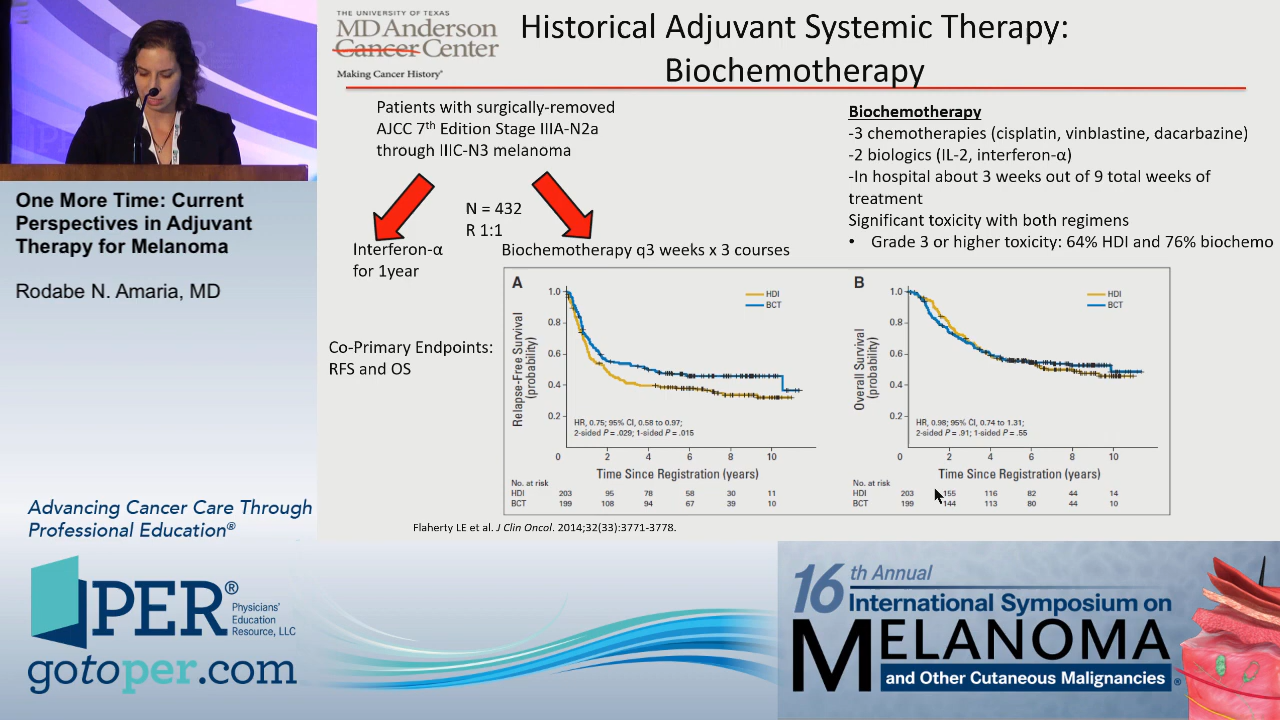 THE UNIVERSITY OF TEXAS
MD Anderson
Cancer Center
Making Cancer History®
Historical Adjuvant Systemic Therapy:
Biochemotherapy
Patients with surgically-removed
AJCC 7th Edition Stage IIIA-N2a
through IIIC-N3 melanoma
N = 432
R 1:1
Interferon-α
for 1year
Biochemotherapy q3 weeks x 3 courses
Co-Primary Endpoints:
RFS and OS
Biochemotherapy
-3 chemotherapies (cisplatin, vinblastine, dacarbazine)
-2 biologics (IL-2, interferon-α)
-In hospital about 3 weeks out of 9 total weeks of
treatment
Significant toxicity with both regimens
• Grade 3 or higher toxicity: 64% HDI and 76% biochemo
A
Relapse-Free Survival
(probability)
1.0
0.8
0.6
0.4
0.2
HDI
BCT
HR, 0.75; 95% CI, 0.58 to 0.97;
2-sided P = .029; 1-sided P = .015
0 2 4 6 8 10
Time Since Registration (years)
No. at risk
HDI 203 95 78 58 30 11
BCT 199 108 94 67 39 10
B
Overall Survival
(probability)
1.0
0.8
0.6
0.4
0.2
HDI
BCT
HR, 0.98; 95% CI, 0.74 to 1.31;
2-sided P = .91; 1-sided P = .55
0 2 4 6 8 10
Time Since Registration (years)
No. at risk
HDI 203 155 116 82 44 14
BCT 199 144 113 80 44 10
Flaherty LE et al. J Clin Oncol. 2014;32(33):3771-3778.
One More Time: Current
Perspectives in Adjuvant
Therapy for Melanoma
Rodabe N. Amaria, MD
Advancing Cancer Care Through
Professional Education®
PER®
Physicians'
Education
Resource, LLC
gotoper.com
16th Annual
International Symposium on
MELANOMA
and Other Cutaneous Malignancies®